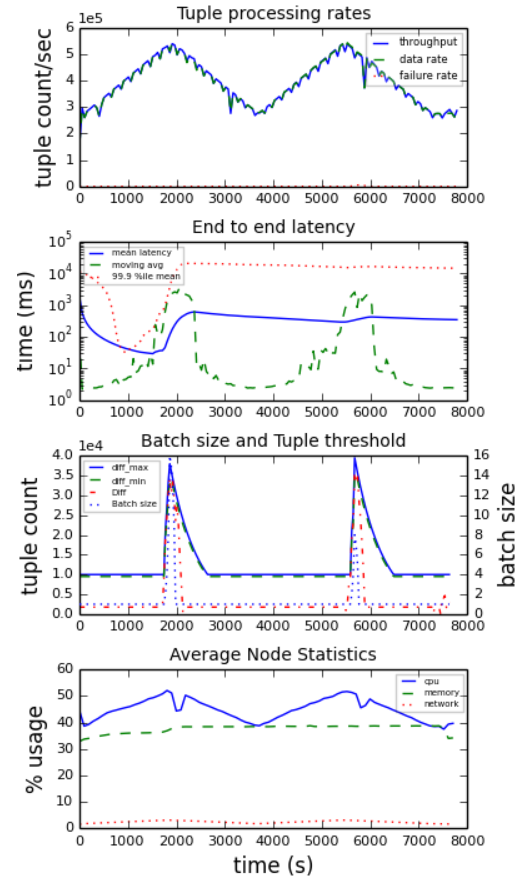 Tuple processing rates
6 1e5
throughput
data rate
failure rate
tuple count/sec
5
4
3
2
1
0
0 1000 2000 3000 4000 5000 6000 7000 8000
End to end latency
mean latency
moving avg
99.9 %ile mean
time (ms)
10^5
10^4
10^3
10^2
10^1
10^0
0 1000 2000 3000 4000 5000 6000 7000 8000
Batch size and Tuple threshold
1e4
diff_max
diff_min
Diff
Batch size
tuple count
4.0
3.5
3.0
2.5
2.0
1.5
1.0
0.5
0.0
16
14
12
10
8
6
4
2
0
batch size
0 1000 2000 3000 4000 5000 6000 7000 8000
Average Node Statistics
cpu
memory
network
% usage
60
50
40
30
20
10
0
0 1000 2000 3000 4000 5000 6000 7000 8000
time (s)